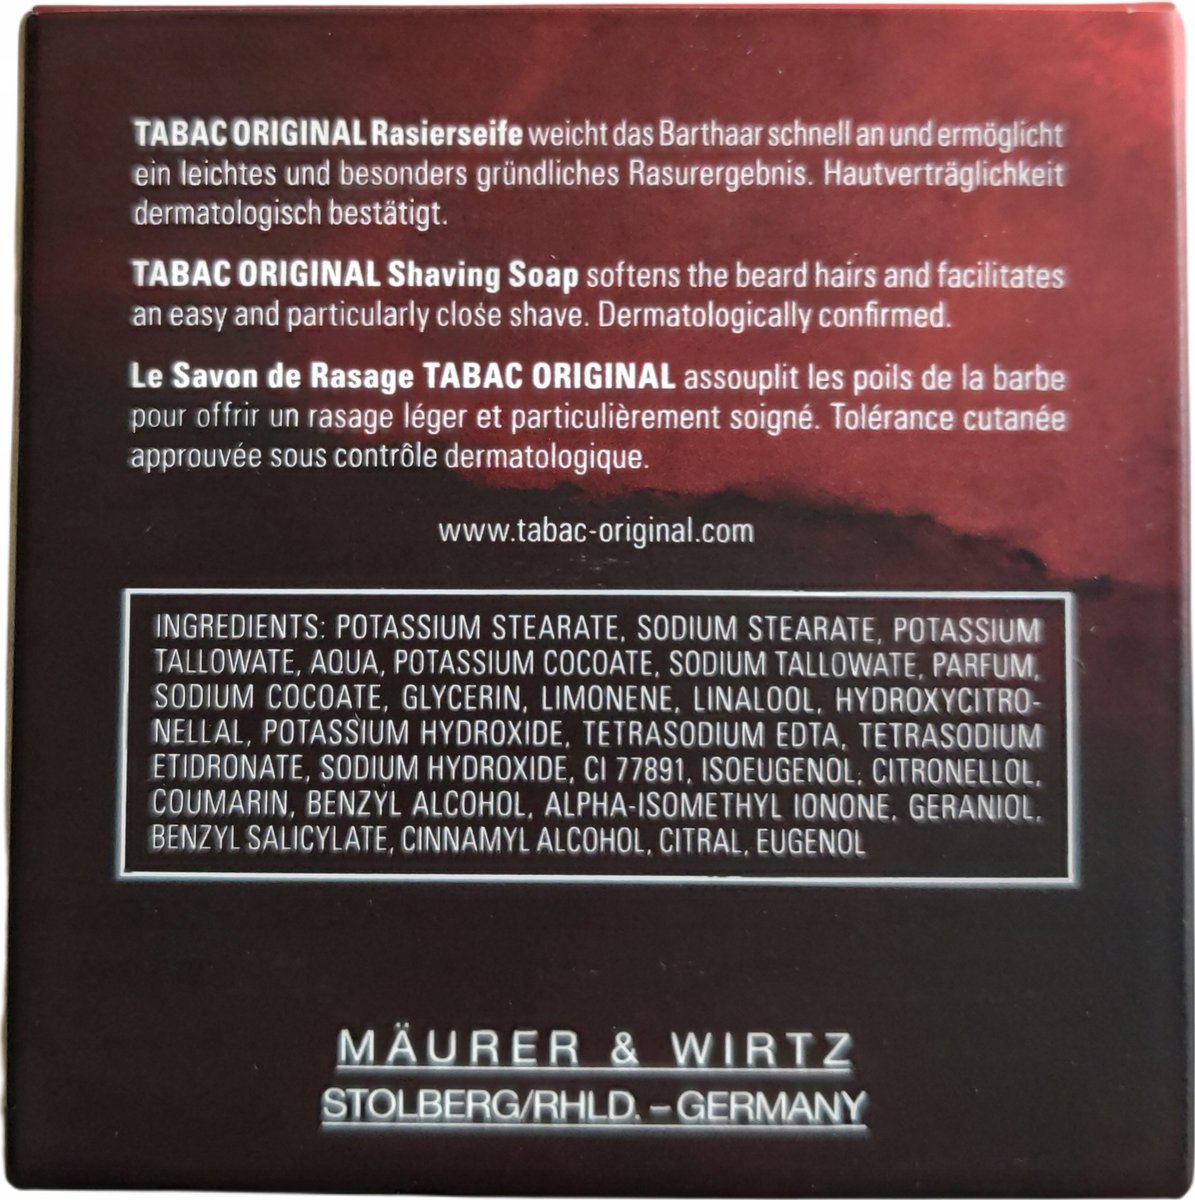 TABAC ORIGINAL Rasierseife weicht das Barthaar schnell an und ermöglicht
ein leichtes und besonders gründliches Rasurergebnis. Hautverträglichkeit
dermatologisch bestätigt.
TABAC ORIGINAL Shaving Soap softens the beard hairs and facilitates
an easy and particularly close shave. Dermatologically confirmed.
Le Savon de Rasage TABAC ORIGINAL assouplit les poils de la barbe
pour offrir un rasage léger et particulièrement soigné. Tolérance cutanée
approuvée sous contrôle dermatologique.
www.tabac-original.com
INGREDIENTS: POTASSIUM STEARATE, SODIUM STEARATE, POTASSIUM
TALLOWATE, AQUA, POTASSIUM COCOATE, SODIUM TALLOWATE, PARFUM,
SODIUM COCOATE, GLYCERIN, LIMONENE, LINALOOL, HYDROXYCITRO-
NELLAL, POTASSIUM HYDROXIDE, TETRASODIUM EDTA, TETRASODIUM
ETIDRONATE, SODIUM HYDROXIDE, CI 77891, ISOEUGENOL, CITRONELLOL,
COUMARIN, BENZYL ALCOHOL, ALPHA-ISOMETHYL IONONE, GERANIOL,
BENZYL SALICYLATE, CINNAMYL ALCOHOL, CITRAL, EUGENOL
MÄURER & WIRTZ
STOLBERG/RHLD. – GERMANY